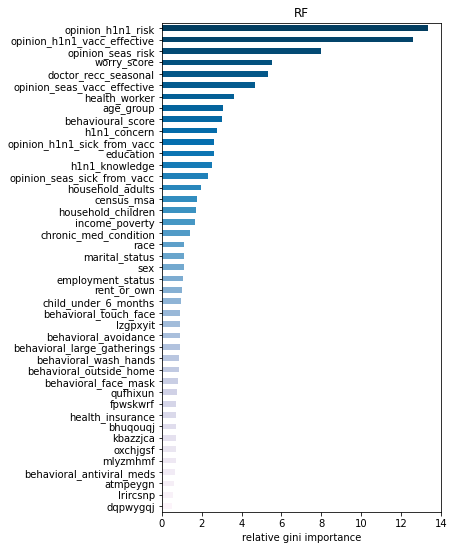 RF
opinion_h1n1_risk
opinion_h1n1_vacc_effective
opinion_seas_risk
worry_score
doctor_recc_seasonal
opinion_seas_vacc_effective
health_worker
age_group
behavioural_score
h1n1_concern
opinion_h1n1_sick_from_vacc
education
h1n1_knowledge
opinion_seas_sick_from_vacc
household_adults
census_msa
household_children
income_poverty
chronic_med_condition
race
marital_status
sex
employment_status
rent_or_own
child_under_6_months
behavioral_touch_face
lzgpxyit
behavioral_avoidance
behavioral_large_gatherings
behavioral_wash_hands
behavioral_outside_home
behavioral_face_mask
qufhixun
fpwskwrf
health_insurance
bhuqouqj
kbazzjca
oxchjgsf
mlyzmhmf
behavioral_antiviral_meds
atmpeygn
lrircsnp
dqpwygqj
0 2 4 6 8 10 12 14
relative gini importance